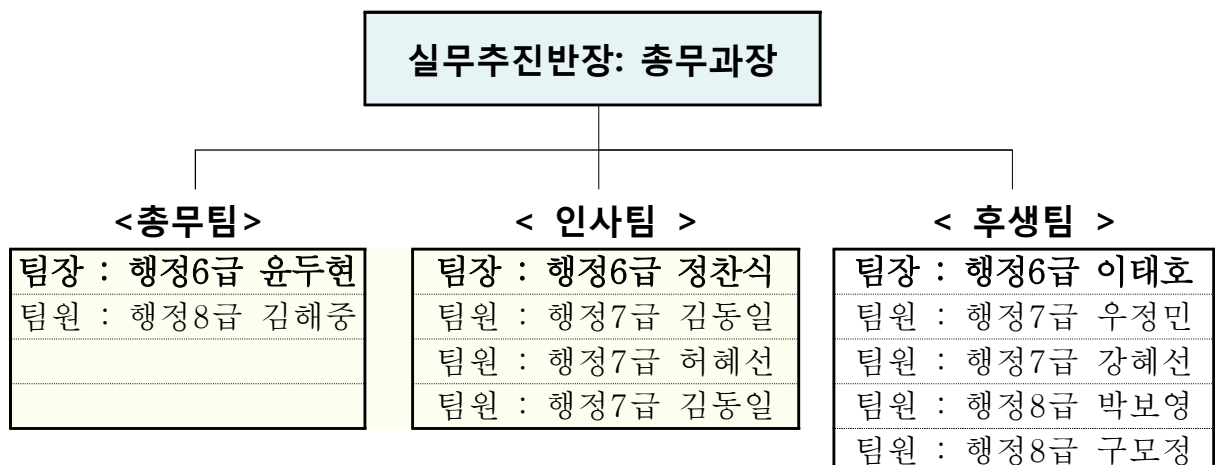 실무추진반장: 총무과장
<총무팀>
팀장 : 행정6급 윤두현
팀원 : 행정8급 김해중
< 인사팀 >
팀장 : 행정6급 정찬식
팀원 : 행정7급 김동일
팀원 : 행정7급 허혜선
팀원 : 행정7급 김동일
< 후생팀 >
팀장 : 행정6급 이태호
팀원 : 행정7급 우정민
팀원 : 행정7급 강혜선
팀원 : 행정8급 박보영
팀원 : 행정8급 구모정